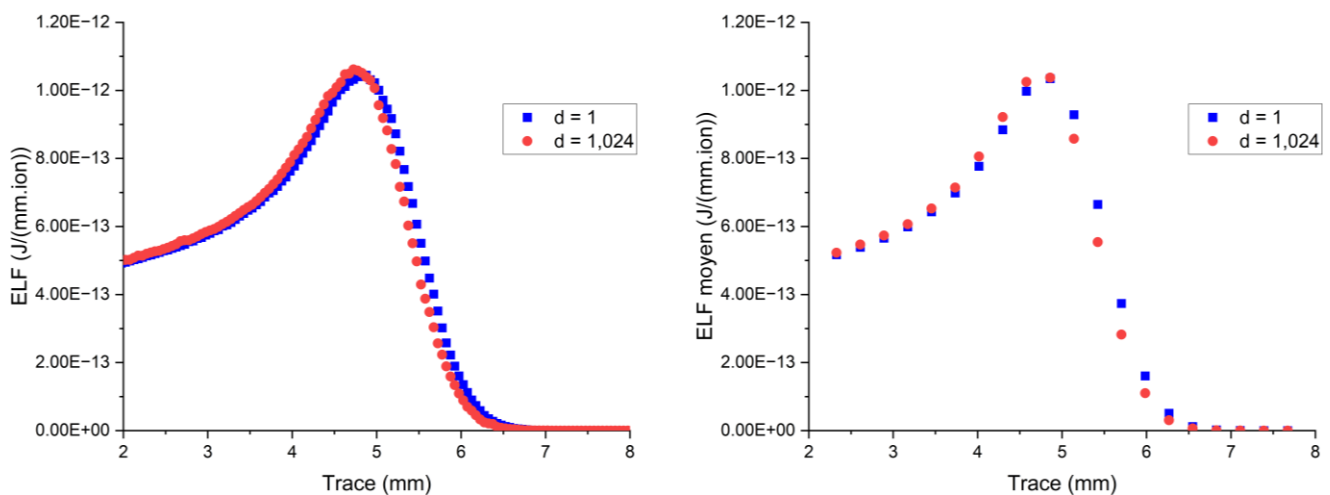 1.20E−12
1.00E−12
8.00E−13
6.00E−13
4.00E−13
2.00E−13
0.00E+00
ELF (J/(mm.ion))
2 3 4 5 6 7 8
Trace (mm)
d = 1
d = 1,024
1.20E−12
1.00E−12
8.00E−13
6.00E−13
4.00E−13
2.00E−13
0.00E+00
ELF moyen (J/(mm.ion))
2 3 4 5 6 7 8
Trace (mm)
d = 1
d = 1,024